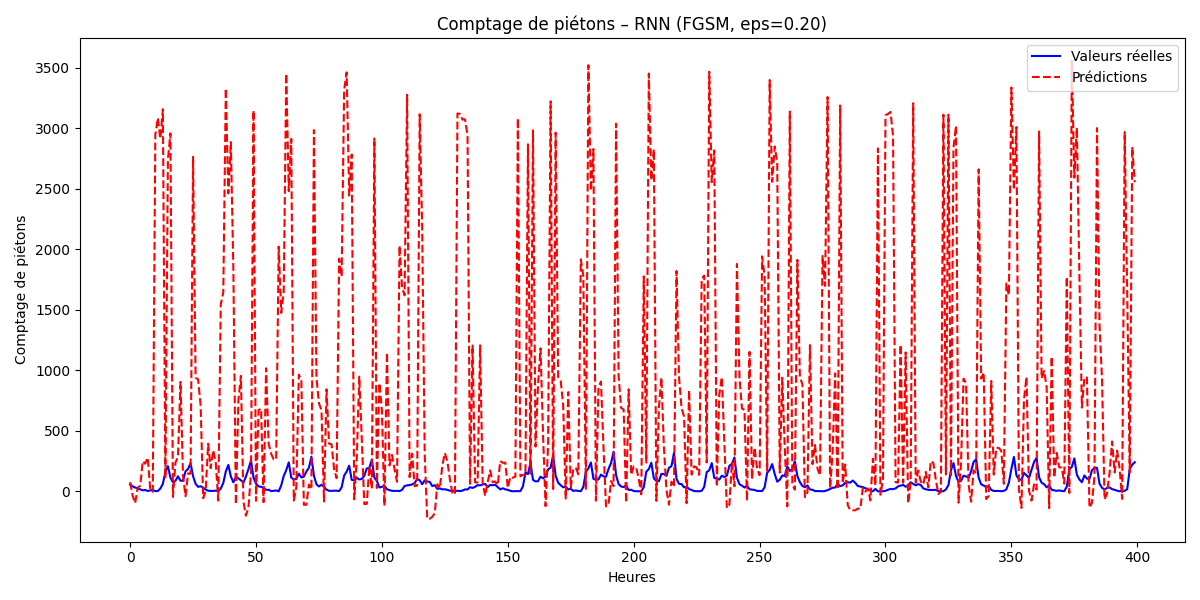 Comptage de piétons – RNN (FGSM, eps=0.20)
Valeurs réelles
Prédictions
Comptage de piétons
3500
3000
2500
2000
1500
1000
500
0
0 50 100 150 200 250 300 350 400
Heures